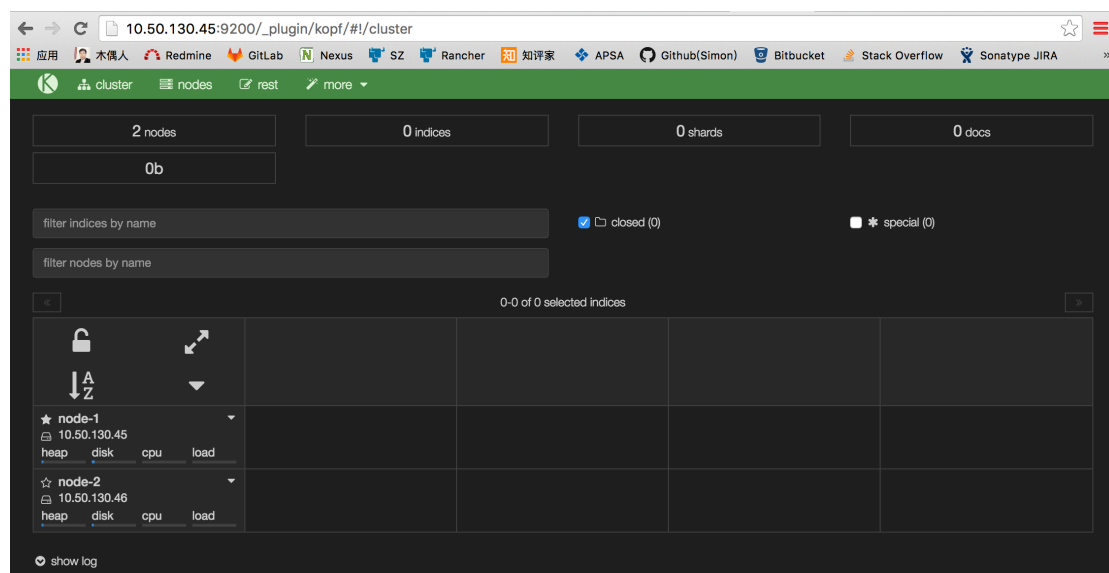 10.50.130.45:9200/_plugin/kopf/#!/cluster
应用 木偶人 Redmine GitLab Nexus SZ Rancher 知 知评家 APSA Github(Simon) Bitbucket Stack Overflow Sonatype JIRA »
cluster nodes rest more
2 nodes 0 indices 0 shards 0 docs
0b
filter indices by name closed (0) special (0)
filter nodes by name
« 0-0 of 0 selected indices »
A
Z
node-1
10.50.130.45
heap disk cpu load
node-2
10.50.130.46
heap disk cpu load
show log